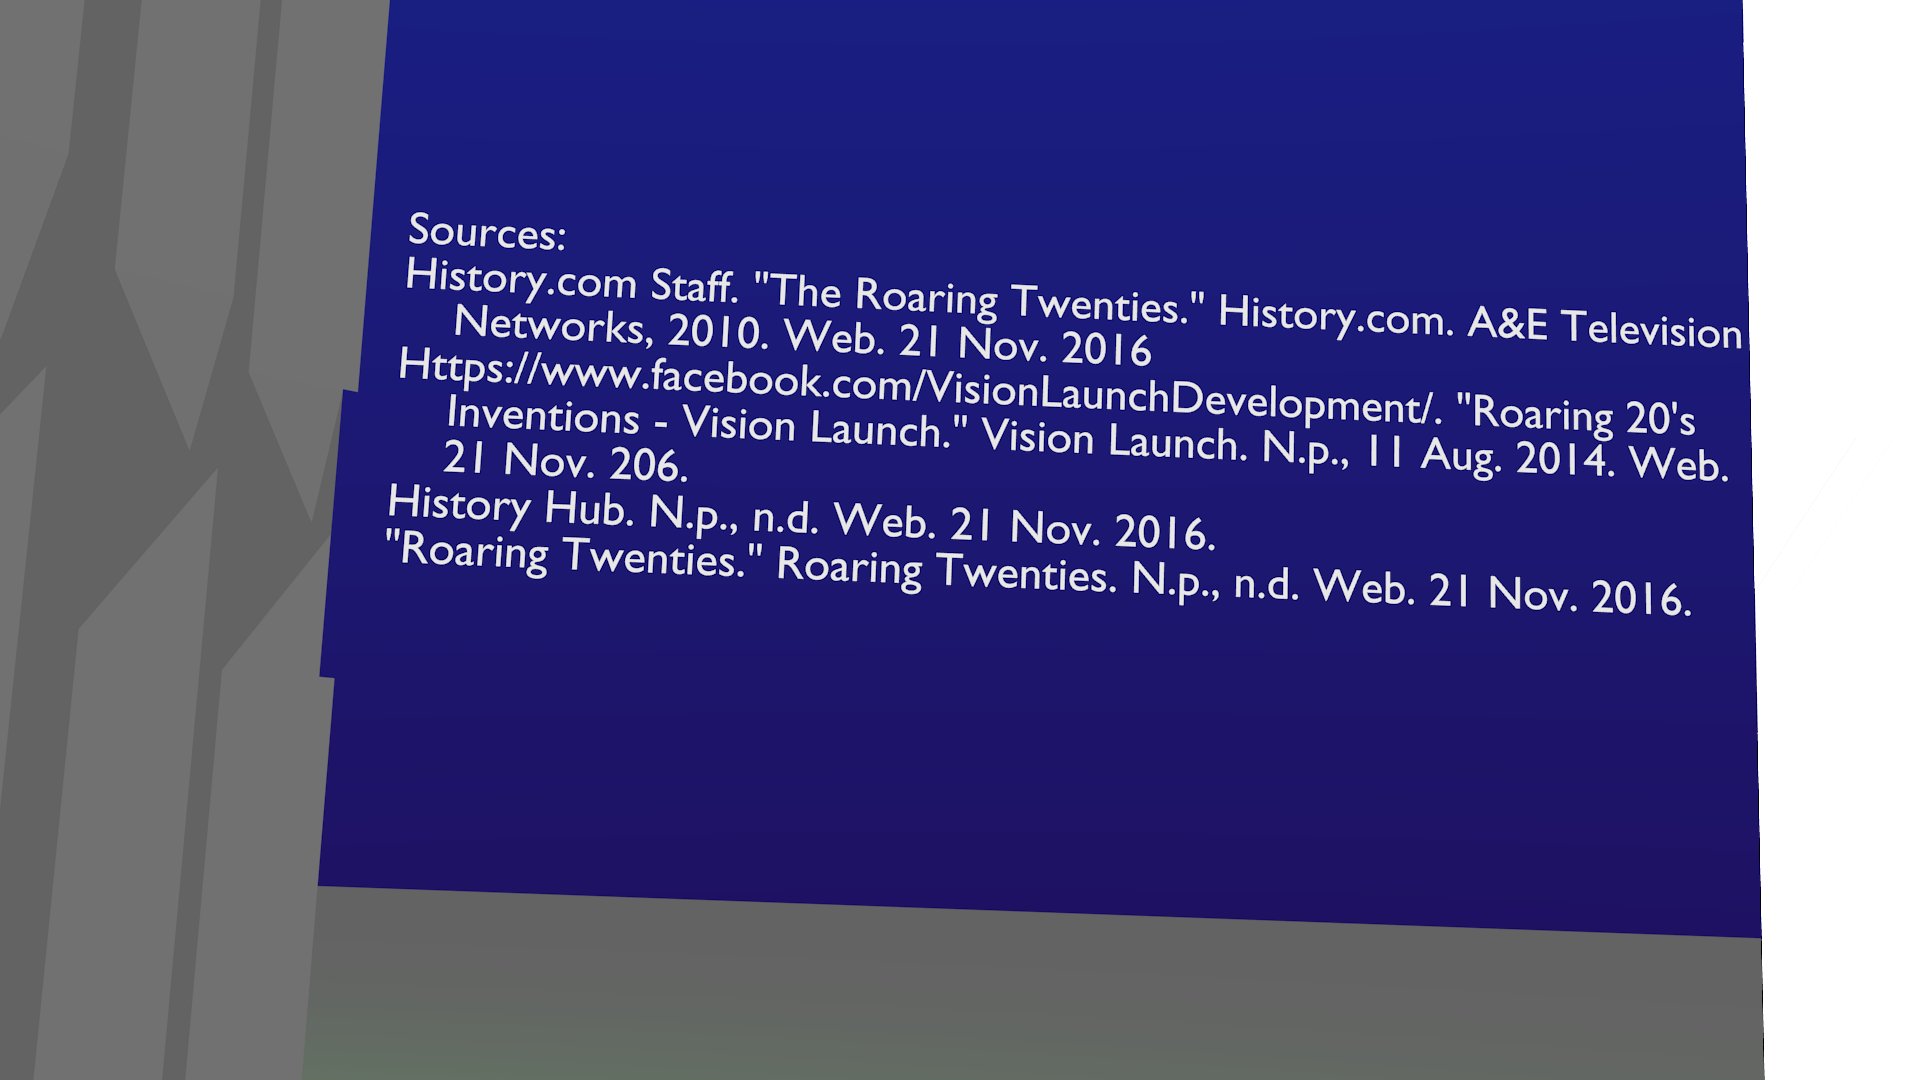 Sources:
History.com Staff. "The Roaring Twenties." History.com. A&E Television
Networks, 2010. Web. 21 Nov. 2016
Https://www.facebook.com/VisionLaunchDevelopment/. "Roaring 20's
Inventions - Vision Launch." Vision Launch. N.p., 11 Aug. 2014. Web.
21 Nov. 206.
History Hub. N.p., n.d. Web. 21 Nov. 2016.
"Roaring Twenties." Roaring Twenties. N.p., n.d. Web. 21 Nov. 2016.